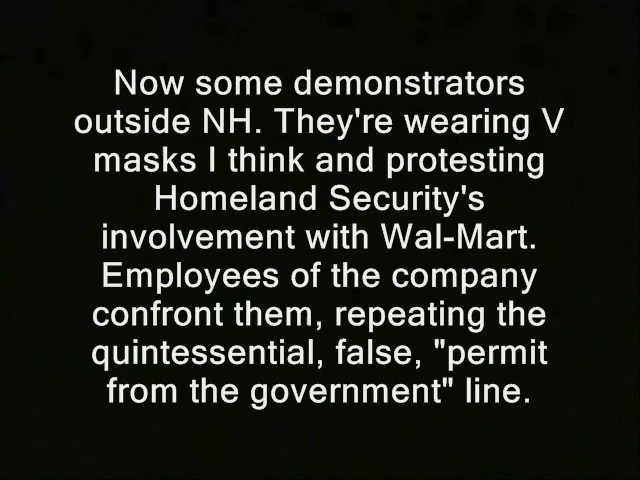 Now some demonstrators
outside NH. They're wearing V
masks I think and protesting
Homeland Security's
involvement with Wal-Mart.
Employees of the company
confront them, repeating the
quintessential, false, "permit
from the government" line.